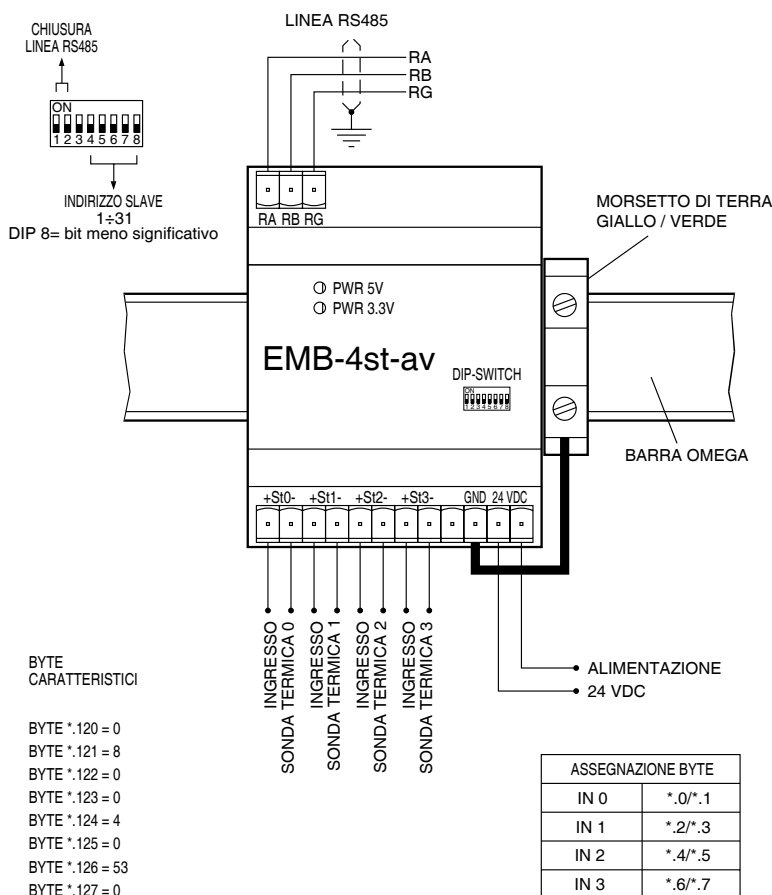 LINEA RS485
CHIUSURA
LINEA RS485
RA
RB
RG
ON
1 2 3 4 5 6 7 8
INDIRIZZO SLAVE
1÷31
DIP 8= bit meno significativo
RA RB RG
MORSETTO DI TERRA
GIALLO / VERDE
PWR 5V
PWR 3.3V
EMB-4st-av
DIP-SWITCH
ON
1 2 3 4 5 6 7 8
BARRA OMEGA
+St0- +St1- +St2- +St3- GND 24 VDC
INGRESSO
SONDA TERMICA 0
INGRESSO
SONDA TERMICA 1
INGRESSO
SONDA TERMICA 2
INGRESSO
SONDA TERMICA 3
ALIMENTAZIONE
24 VDC
BYTE
CARATTERISTICI
BYTE *.120 = 0
BYTE *.121 = 8
BYTE *.122 = 0
BYTE *.123 = 0
BYTE *.124 = 4
BYTE *.125 = 0
BYTE *.126 = 53
BYTE *.127 = 0
ASSEGNAZIONE BYTE
IN 0 *.0/*.1
IN 1 *.2/*.3
IN 2 *.4/*.5
IN 3 *.6/*.7